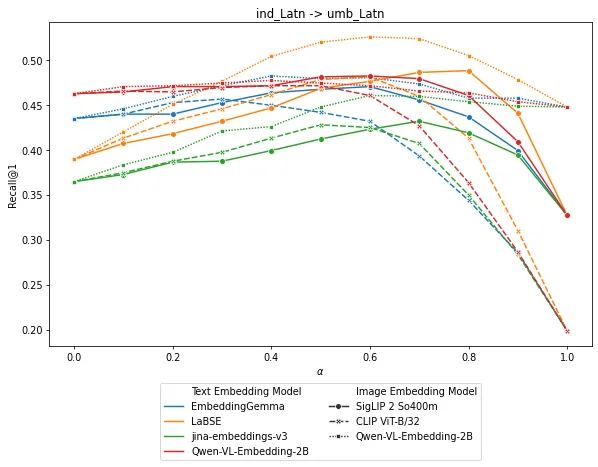 ind_Latn -> umb_Latn
Recall@1
0.50
0.45
0.40
0.35
0.30
0.25
0.20
0.0
0.2
0.4
0.6
0.8
1.0
α
Text Embedding Model
EmbeddingGemma
LaBSE
jina-embeddings-v3
Qwen-VL-Embedding-2B
Image Embedding Model
SigLIP 2 So400m
CLIP ViT-B/32
Qwen-VL-Embedding-2B